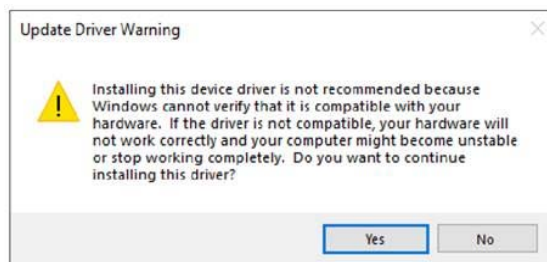 Update Driver Warning
Installing this device driver is not recommended because
Windows cannot verify that it is compatible with your
hardware. If the driver is not compatible, your hardware will
not work correctly and your computer might become unstable
or stop working completely. Do you want to continue
installing this driver?
Yes
No